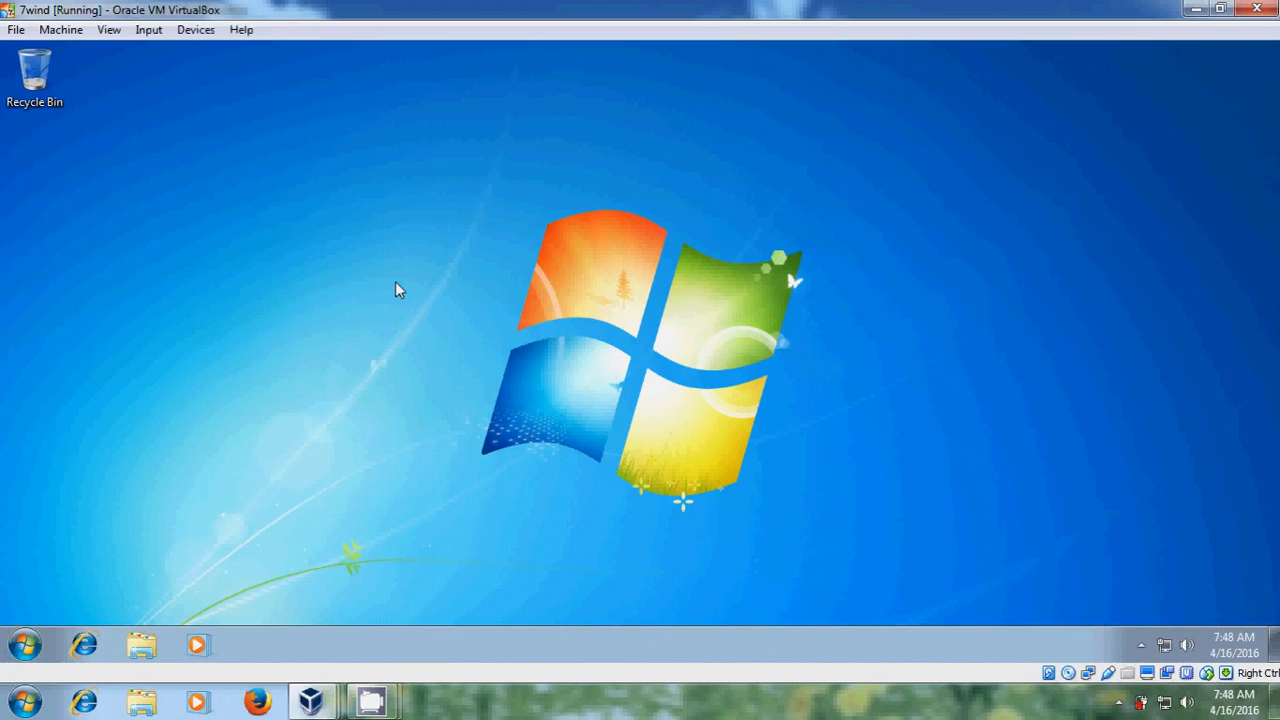 7wind [Running] - Oracle VM VirtualBox
File Machine View Input Devices Help
Recycle Bin
7:48 AM
4/16/2016
Right Ctrl
7:48 AM
4/16/2016